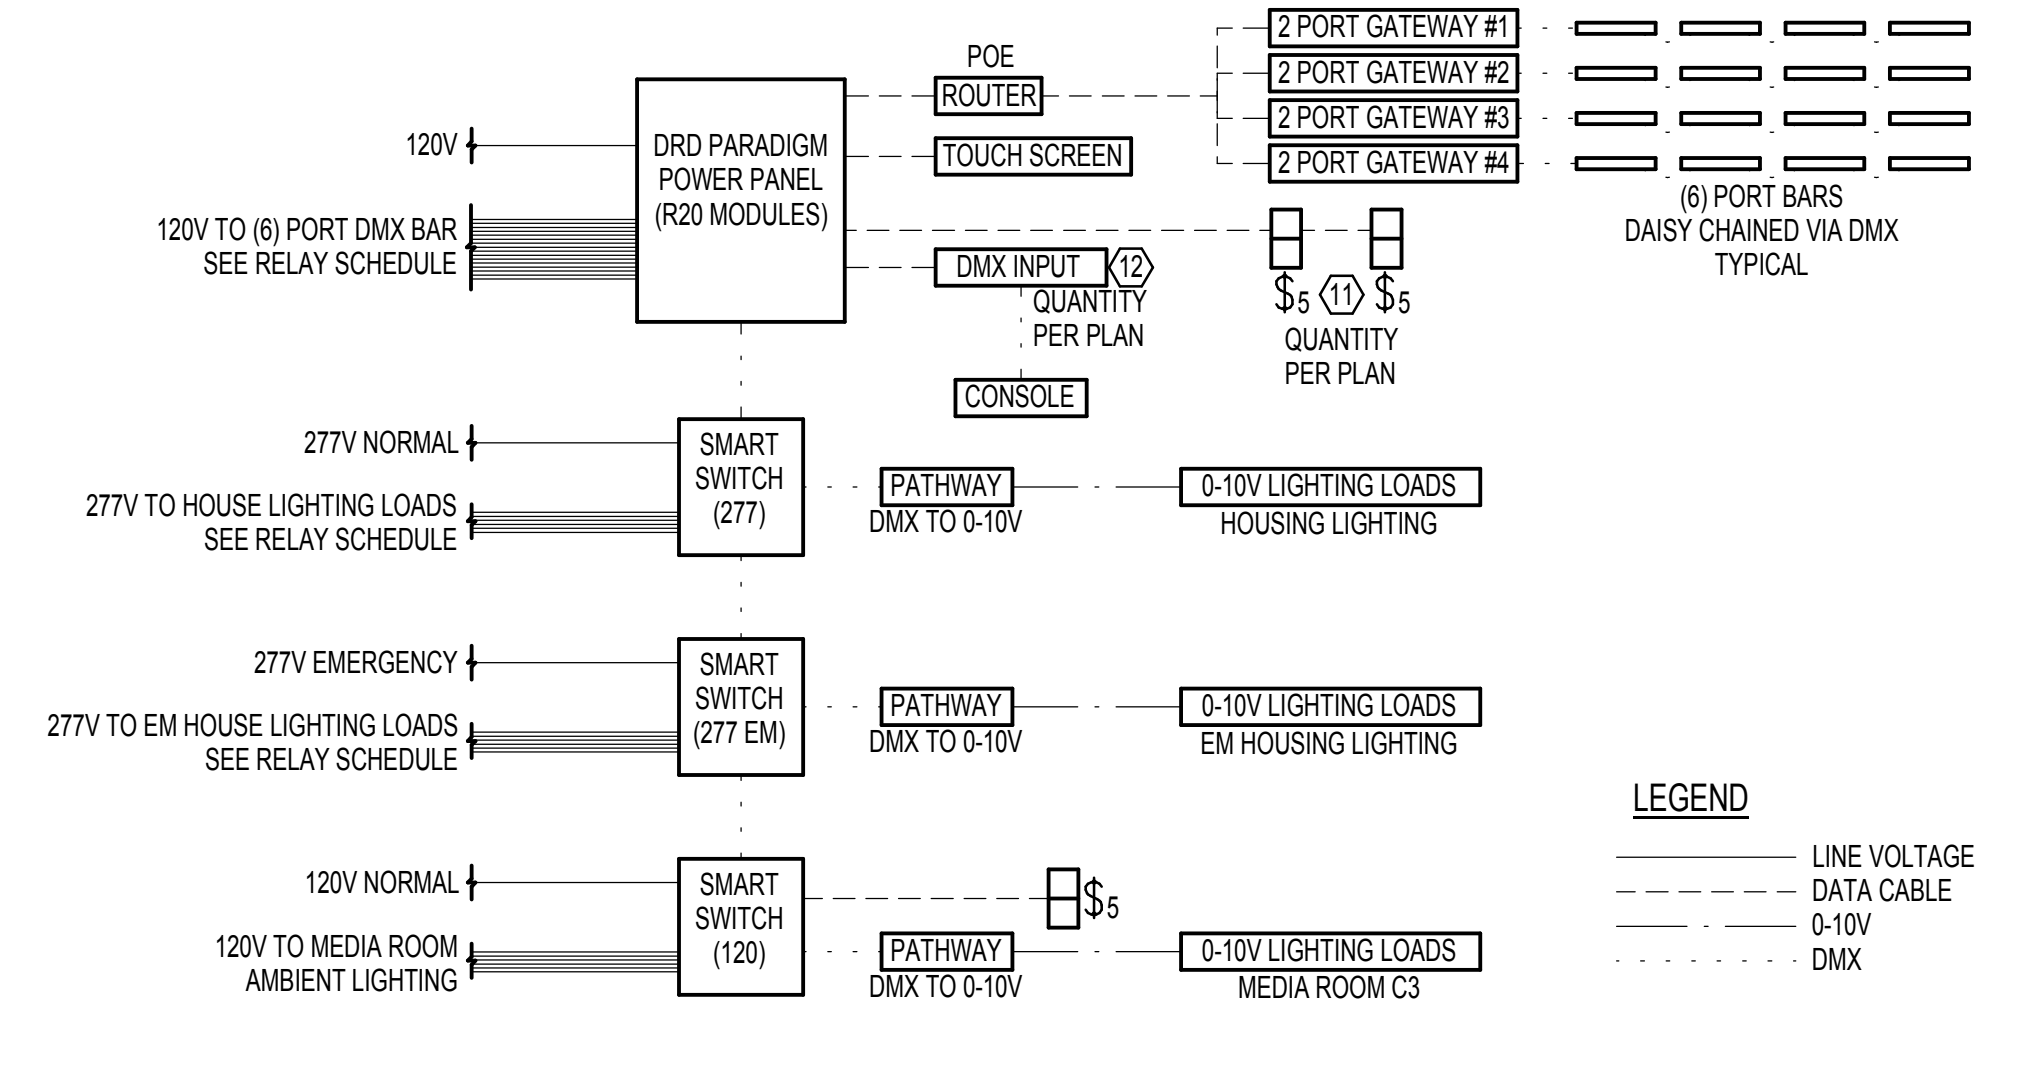 POE
ROUTER
2 PORT GATEWAY #1
2 PORT GATEWAY #2
2 PORT GATEWAY #3
2 PORT GATEWAY #4
(6) PORT BARS
DAISY CHAINED VIA DMX
TYPICAL
120V
120V TO (6) PORT DMX BAR
SEE RELAY SCHEDULE
DRD PARADIGM
POWER PANEL
(R20 MODULES)
TOUCH SCREEN
DMX INPUT
12
QUANTITY
PER PLAN
CONSOLE
$5
11
$5
QUANTITY
PER PLAN
277V NORMAL
277V TO HOUSE LIGHTING LOADS
SEE RELAY SCHEDULE
SMART
SWITCH
(277)
PATHWAY
DMX TO 0-10V
0-10V LIGHTING LOADS
HOUSING LIGHTING
277V EMERGENCY
277V TO EM HOUSE LIGHTING LOADS
SEE RELAY SCHEDULE
SMART
SWITCH
(277 EM)
PATHWAY
DMX TO 0-10V
0-10V LIGHTING LOADS
EM HOUSING LIGHTING
120V NORMAL
120V TO MEDIA ROOM
AMBIENT LIGHTING
SMART
SWITCH
(120)
$5
PATHWAY
DMX TO 0-10V
0-10V LIGHTING LOADS
MEDIA ROOM C3
LEGEND
LINE VOLTAGE
DATA CABLE
0-10V
DMX